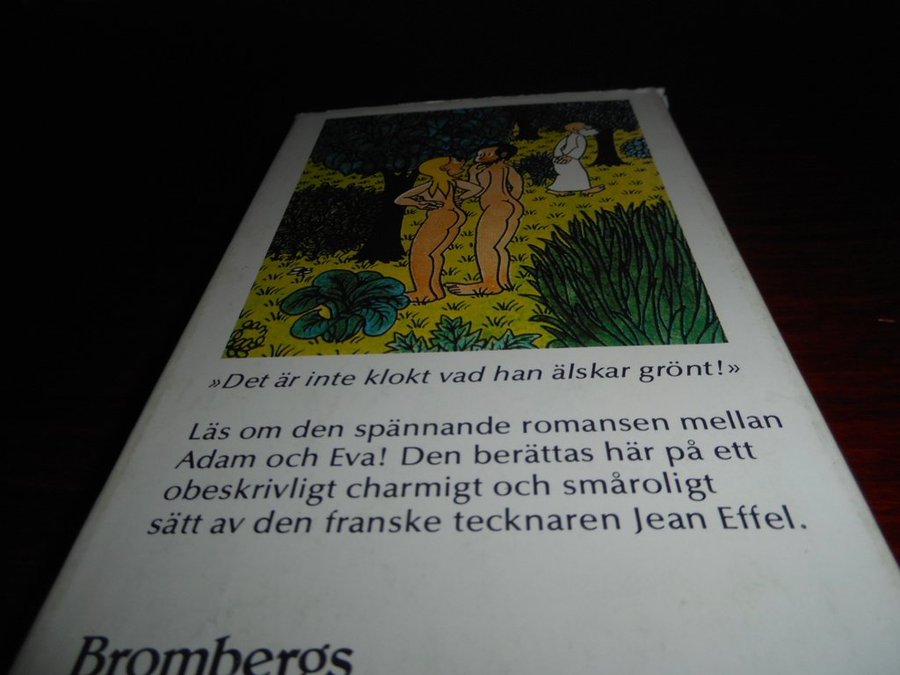 »Det är inte klokt vad han älskar grönt!»
Läs om den spännande romansen mellan
Adam och Eva! Den berättas här på ett
obeskrivligt charmigt och småroligt
sätt av den franske tecknaren Jean Effel.
Brombergs